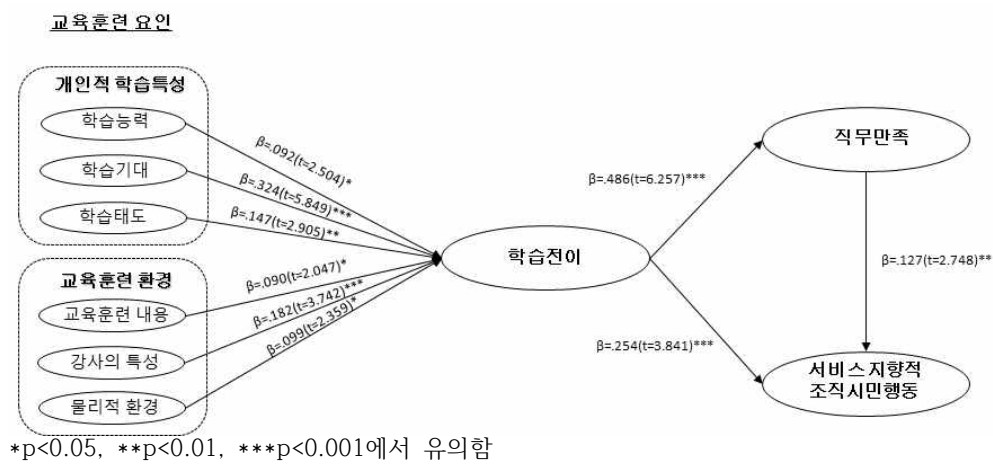 교육훈련 요인
개인적 학습특성
학습능력
학습기대
학습태도
β=.092(t=2.504)*
β=.324(t=5.849)***
β=.147(t=2.905)**
교육훈련 환경
교육훈련 내용
강사의 특성
물리적 환경
β=.090(t=2.047)*
β=.182(t=3.742)***
β=.099(t=2.359)*
학습전이
β=.486(t=6.257)***
β=.254(t=3.841)***
직무만족
β=.127(t=2.748)**
서비스 지향적
조직시민행동
*p<0.05, **p<0.01, ***p<0.001에서 유의함